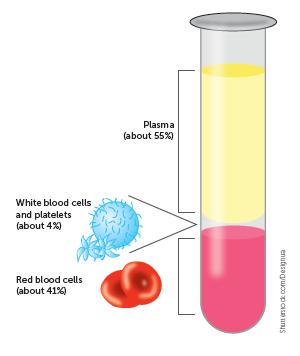 Plasma
(about 55%)
White blood cells
and platelets
(about 4%)
Red blood cells
(about 41%)
Shutterstock.com/Designua